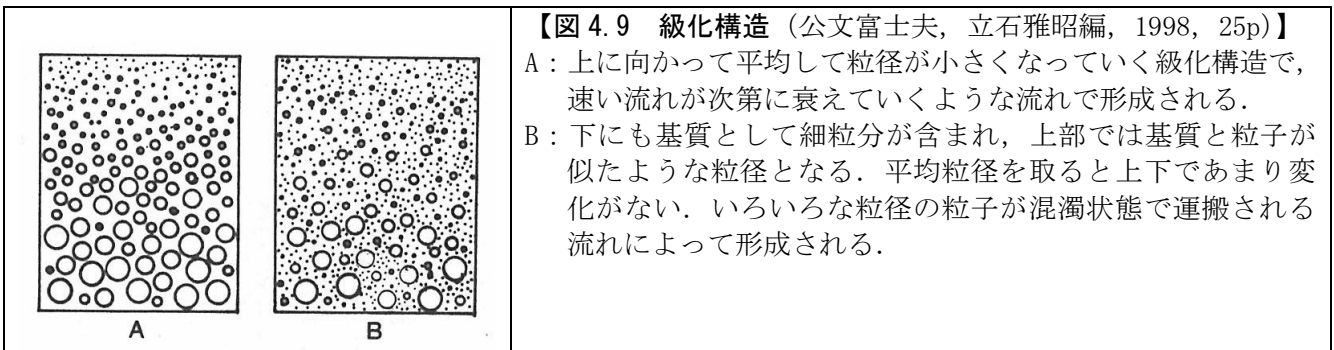 【図 4.9 級化構造 (公文富士夫, 立石雅昭編, 1998, 25p)】
A：上に向かって平均して粒径が小さくなっていく級化構造で,
速い流れが次第に衰えていくような流れで形成される.
B：下にも基質として細粒分が含まれ, 上部では基質と粒子が
似たような粒径となる. 平均粒径を取ると上下であまり変
化がない. いろいろな粒径の粒子が混濁状態で運搬される
流れによって形成される.
A
B